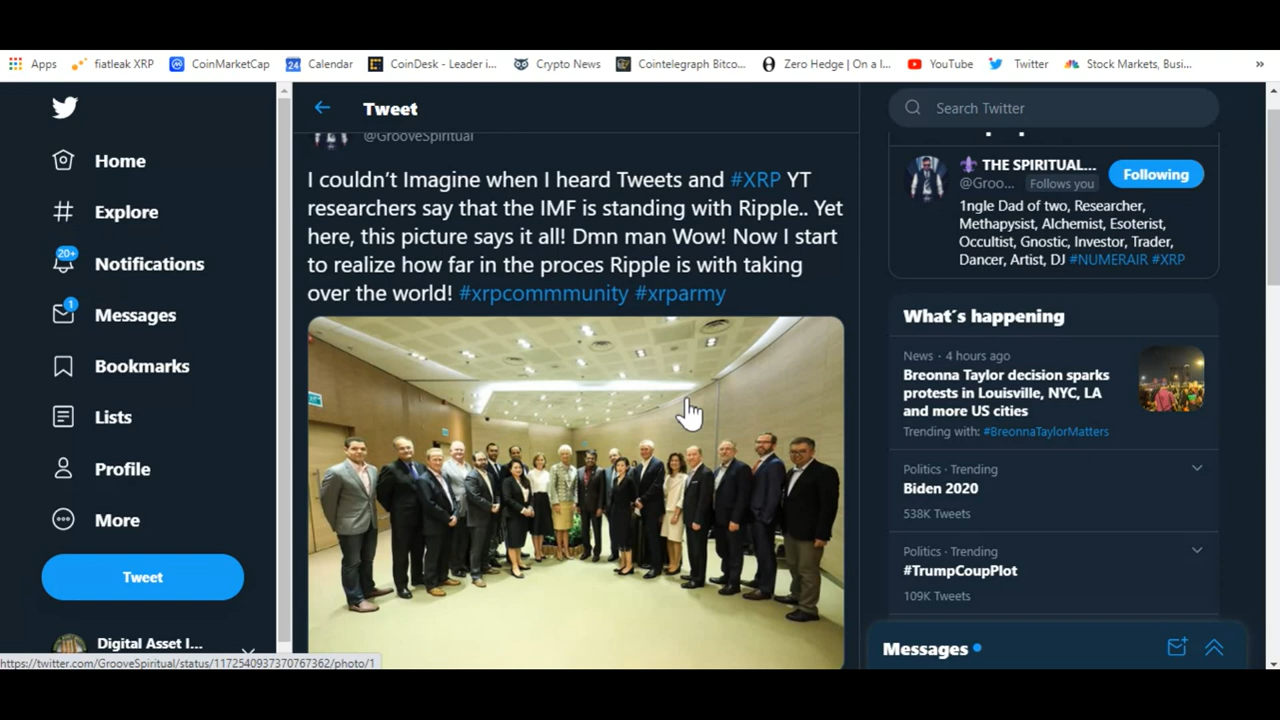 Apps fiatleak XRP CoinMarketCap 24 Calendar CoinDesk - Leader i... Crypto News Cointelegraph Bitco... Zero Hedge | On a l... YouTube Twitter Stock Markets, Busi... »
Home
Explore
20+
Notifications
1
Messages
Bookmarks
Lists
Profile
More
Tweet
Digital Asset I...
https://twitter.com/GrooveSpiritual/status/1172540937370767362/photo/1
Tweet
@GrooveSpiritual
I couldn't Imagine when I heard Tweets and #XRP YT
researchers say that the IMF is standing with Ripple.. Yet
here, this picture says it all! Dmn man Wow! Now I start
to realize how far in the proces Ripple is with taking
over the world! #xrpcommmunity #xrparmy
Search Twitter
THE SPIRITUAL...
@Groo... Follows you
Following
1ngle Dad of two, Researcher,
Methapysist, Alchemist, Esoterist,
Occultist, Gnostic, Investor, Trader,
Dancer, Artist, DJ #NUMERAIR #XRP
What´s happening
News · 4 hours ago
Breonna Taylor decision sparks
protests in Louisville, NYC, LA
and more US cities
Trending with: #BreonnaTaylorMatters
Politics · Trending
Biden 2020
538K Tweets
Politics · Trending
#TrumpCoupPlot
109K Tweets
Messages